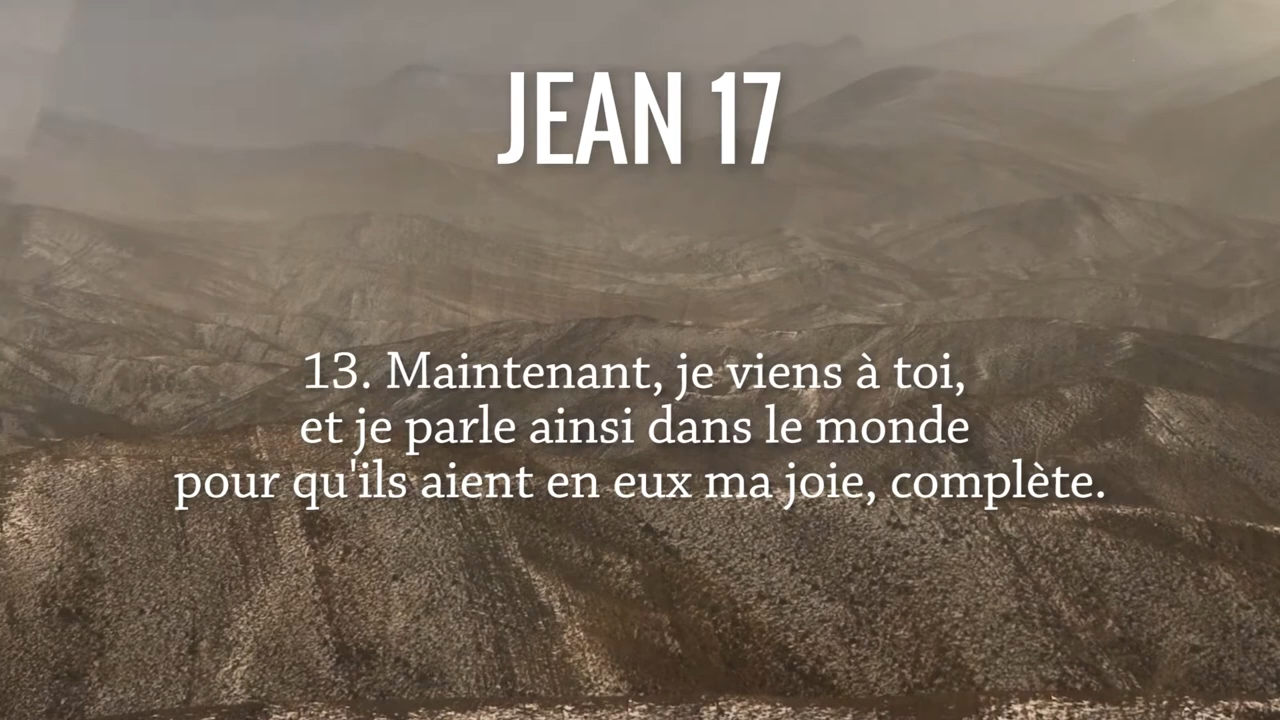 JEAN 17
13. Maintenant, je viens à toi,
et je parle ainsi dans le monde
pour qu'ils aient en eux ma joie, complète.